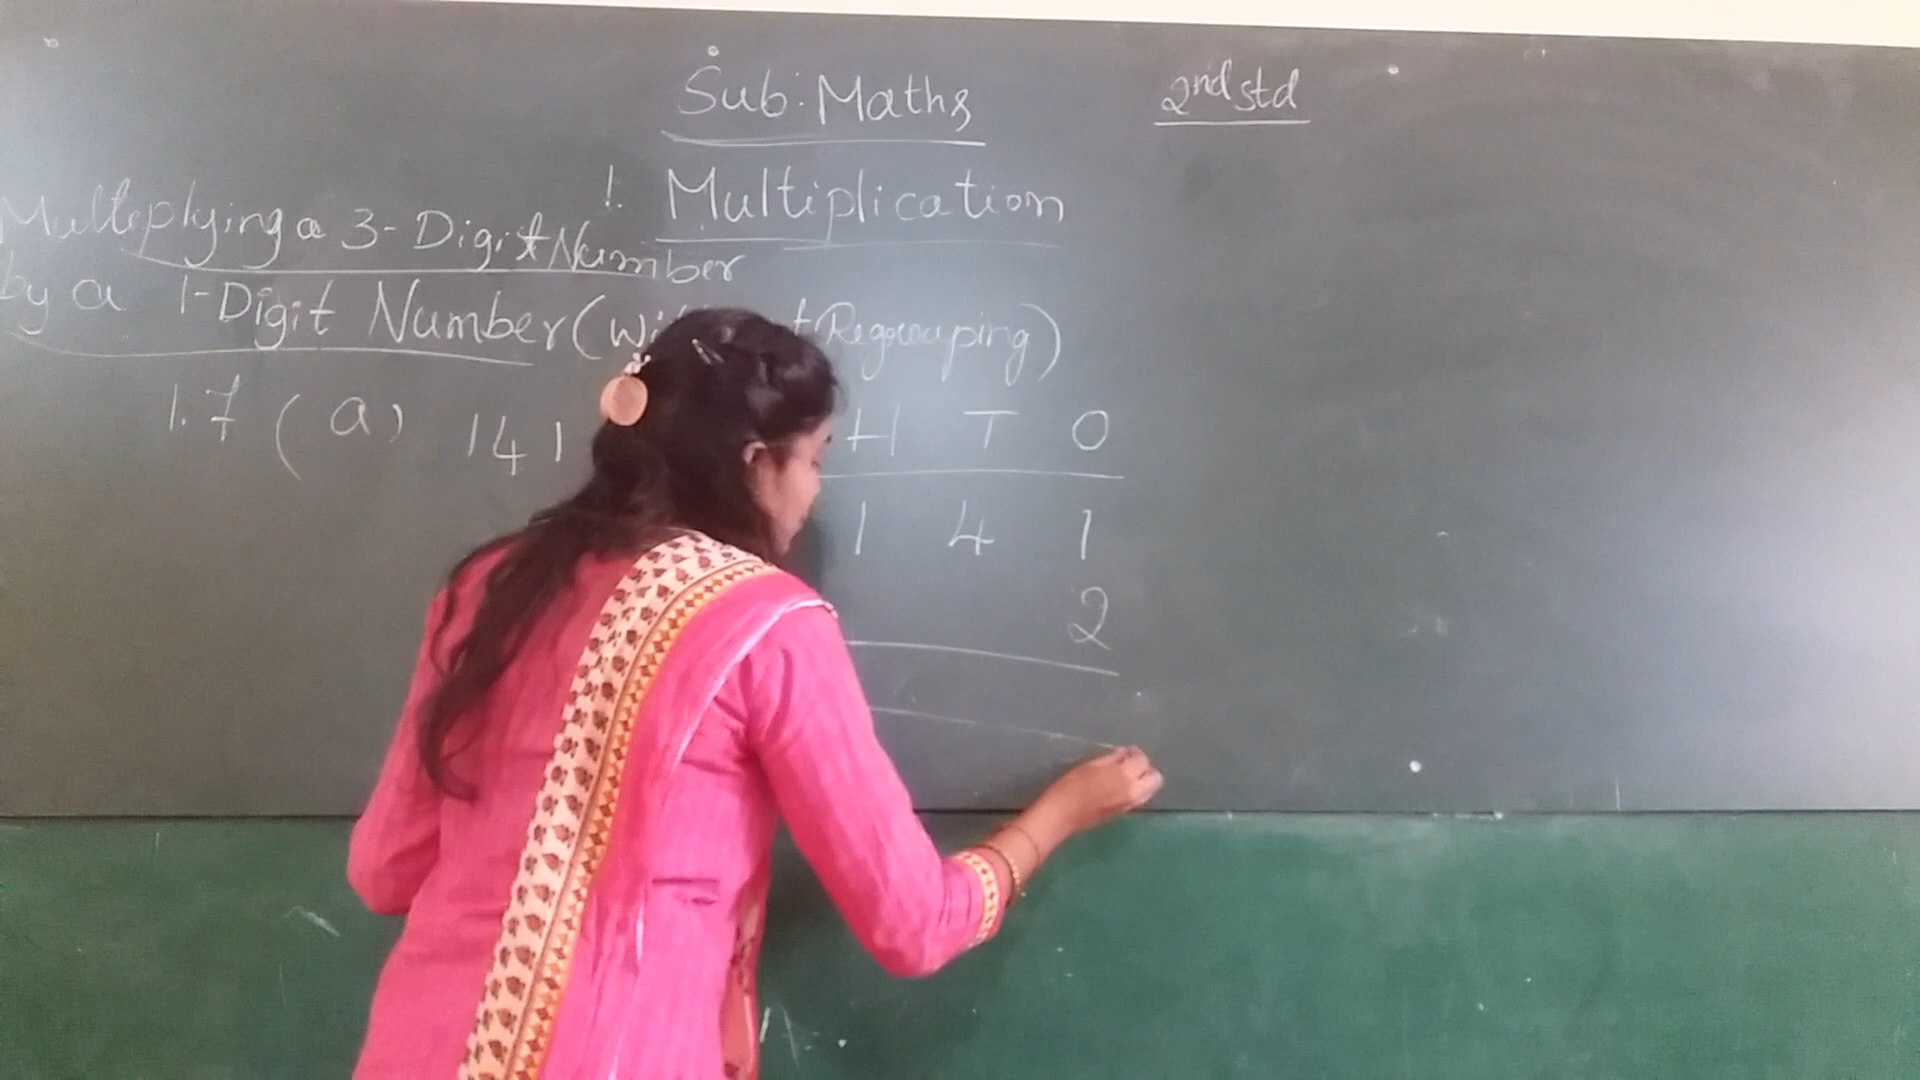 Sub. Maths
2nd std
1. Multiplication
Multiplying a 3-Digit Number
by a 1-Digit Number (Reggrouping)
1.7 (a) 141
H T O
1 4 1
2